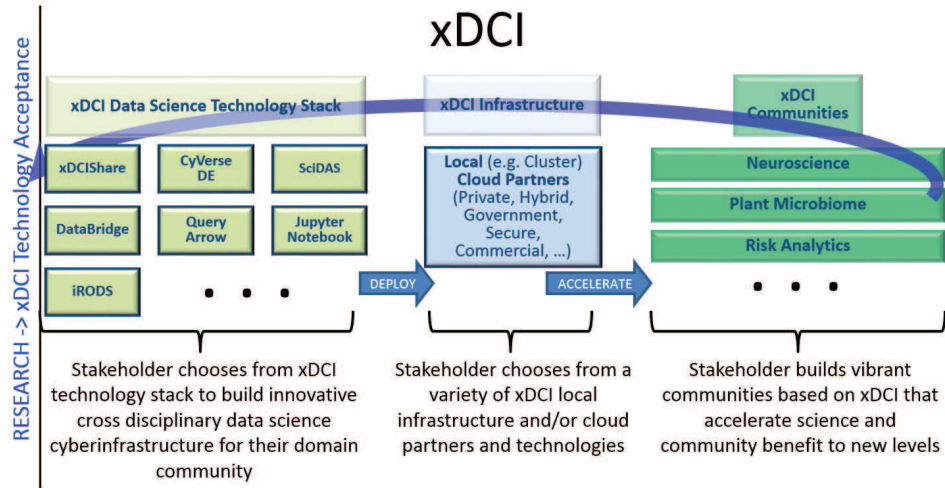 xDCI
RESEARCH -> xDCI Technology Acceptance
xDCI Data Science Technology Stack
xDCIShare
CyVerse
DE
SciDAS
DataBridge
Query
Arrow
Jupyter
Notebook
iRODS
. . .
DEPLOY
Stakeholder chooses from xDCI
technology stack to build innovative
cross disciplinary data science
cyberinfrastructure for their domain
community
xDCI Infrastructure
Local (e.g. Cluster)
Cloud Partners
(Private, Hybrid,
Government,
Secure,
Commercial, ...)
ACCELERATE
Stakeholder chooses from a
variety of xDCI local
infrastructure and/or cloud
partners and technologies
xDCI
Communities
Neuroscience
Plant Microbiome
Risk Analytics
. . .
Stakeholder builds vibrant
communities based on xDCI that
accelerate science and
community benefit to new levels